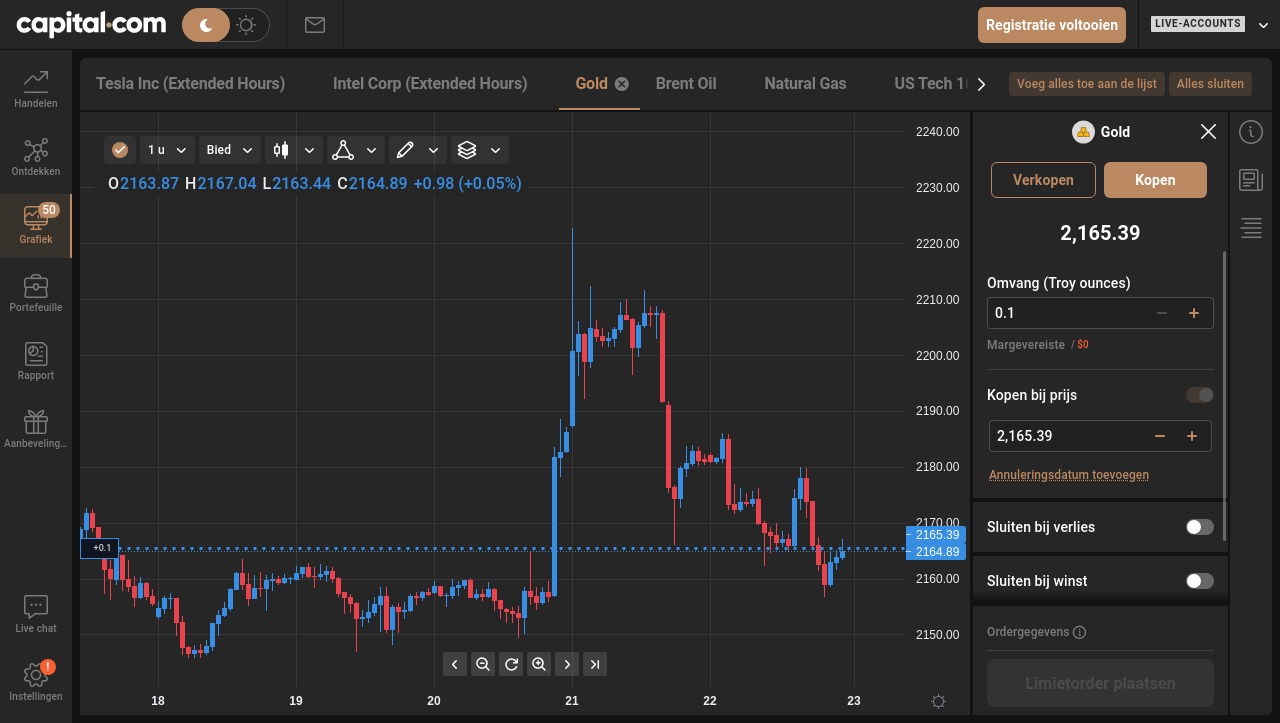 capital.com
Registratie voltooien
LIVE-ACCOUNTS
Handelen
Ontdekken
50
Grafiek
Portefeuille
Rapport
Aanbeveling...
Live chat
!
Instellingen
Tesla Inc (Extended Hours)
Intel Corp (Extended Hours)
Gold
Brent Oil
Natural Gas
US Tech 1
Voeg alles toe aan de lijst
Alles sluiten
1 u
Bied
O2163.87 H2167.04 L2163.44 C2164.89 +0.98 (+0.05%)
2240.00
2230.00
2220.00
2210.00
2200.00
2190.00
2180.00
2170.00
2165.39
2164.89
2160.00
2150.00
+0.1
18
19
20
21
22
23
Gold
Verkopen
Kopen
2,165.39
Omvang (Troy ounces)
0.1
Margevereiste / $0
Kopen bij prijs
2,165.39
Annuleringsdatum toevoegen
Sluiten bij verlies
Sluiten bij winst
Ordergegevens
Limietorder plaatsen